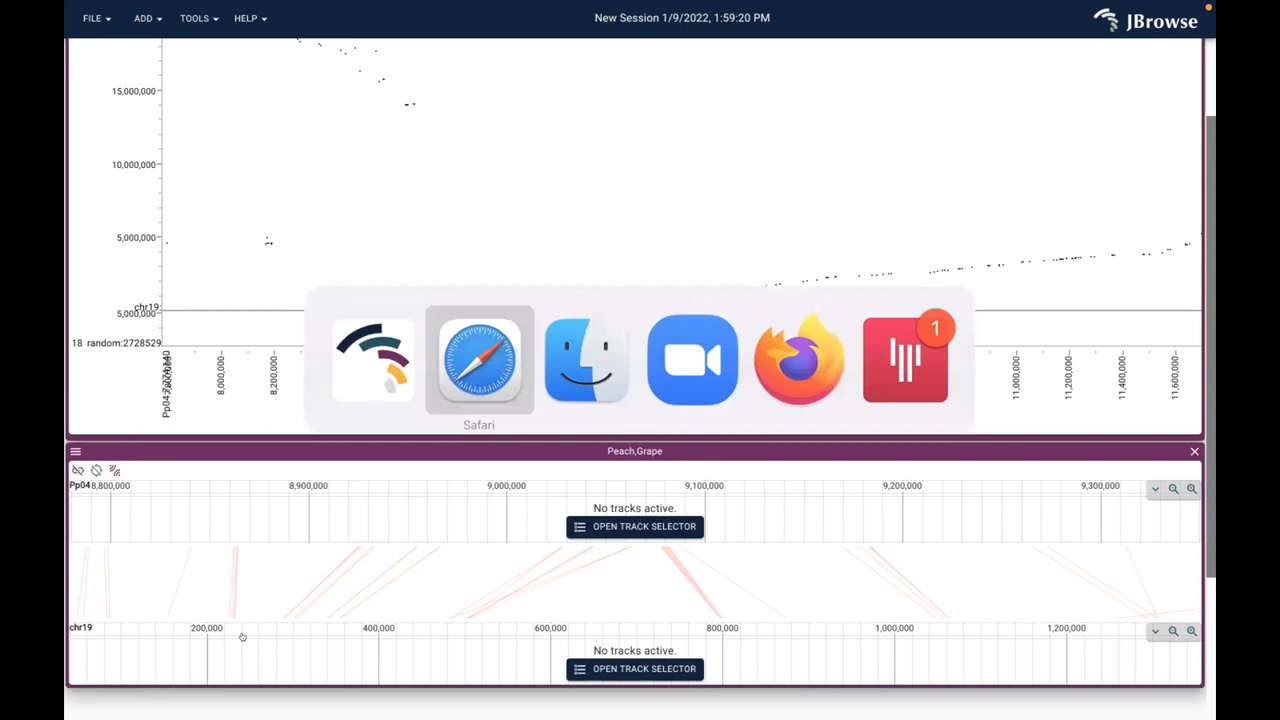 FILE ADD TOOLS HELP New Session 1/9/2022, 1:59:20 PM JBrowse
15,000,000
10,000,000
5,000,000
chr19:
5,000,000
18 random:2728529
8,000,000 8,200,000 11,000,000 11,200,000 11,400,000 11,600,000
1
Safari
Peach,Grape
Pp04 8,800,000 8,900,000 9,000,000 9,100,000 9,200,000 9,300,000
No tracks active.
OPEN TRACK SELECTOR
chr19 200,000 400,000 600,000 800,000 1,000,000 1,200,000
No tracks active.
OPEN TRACK SELECTOR